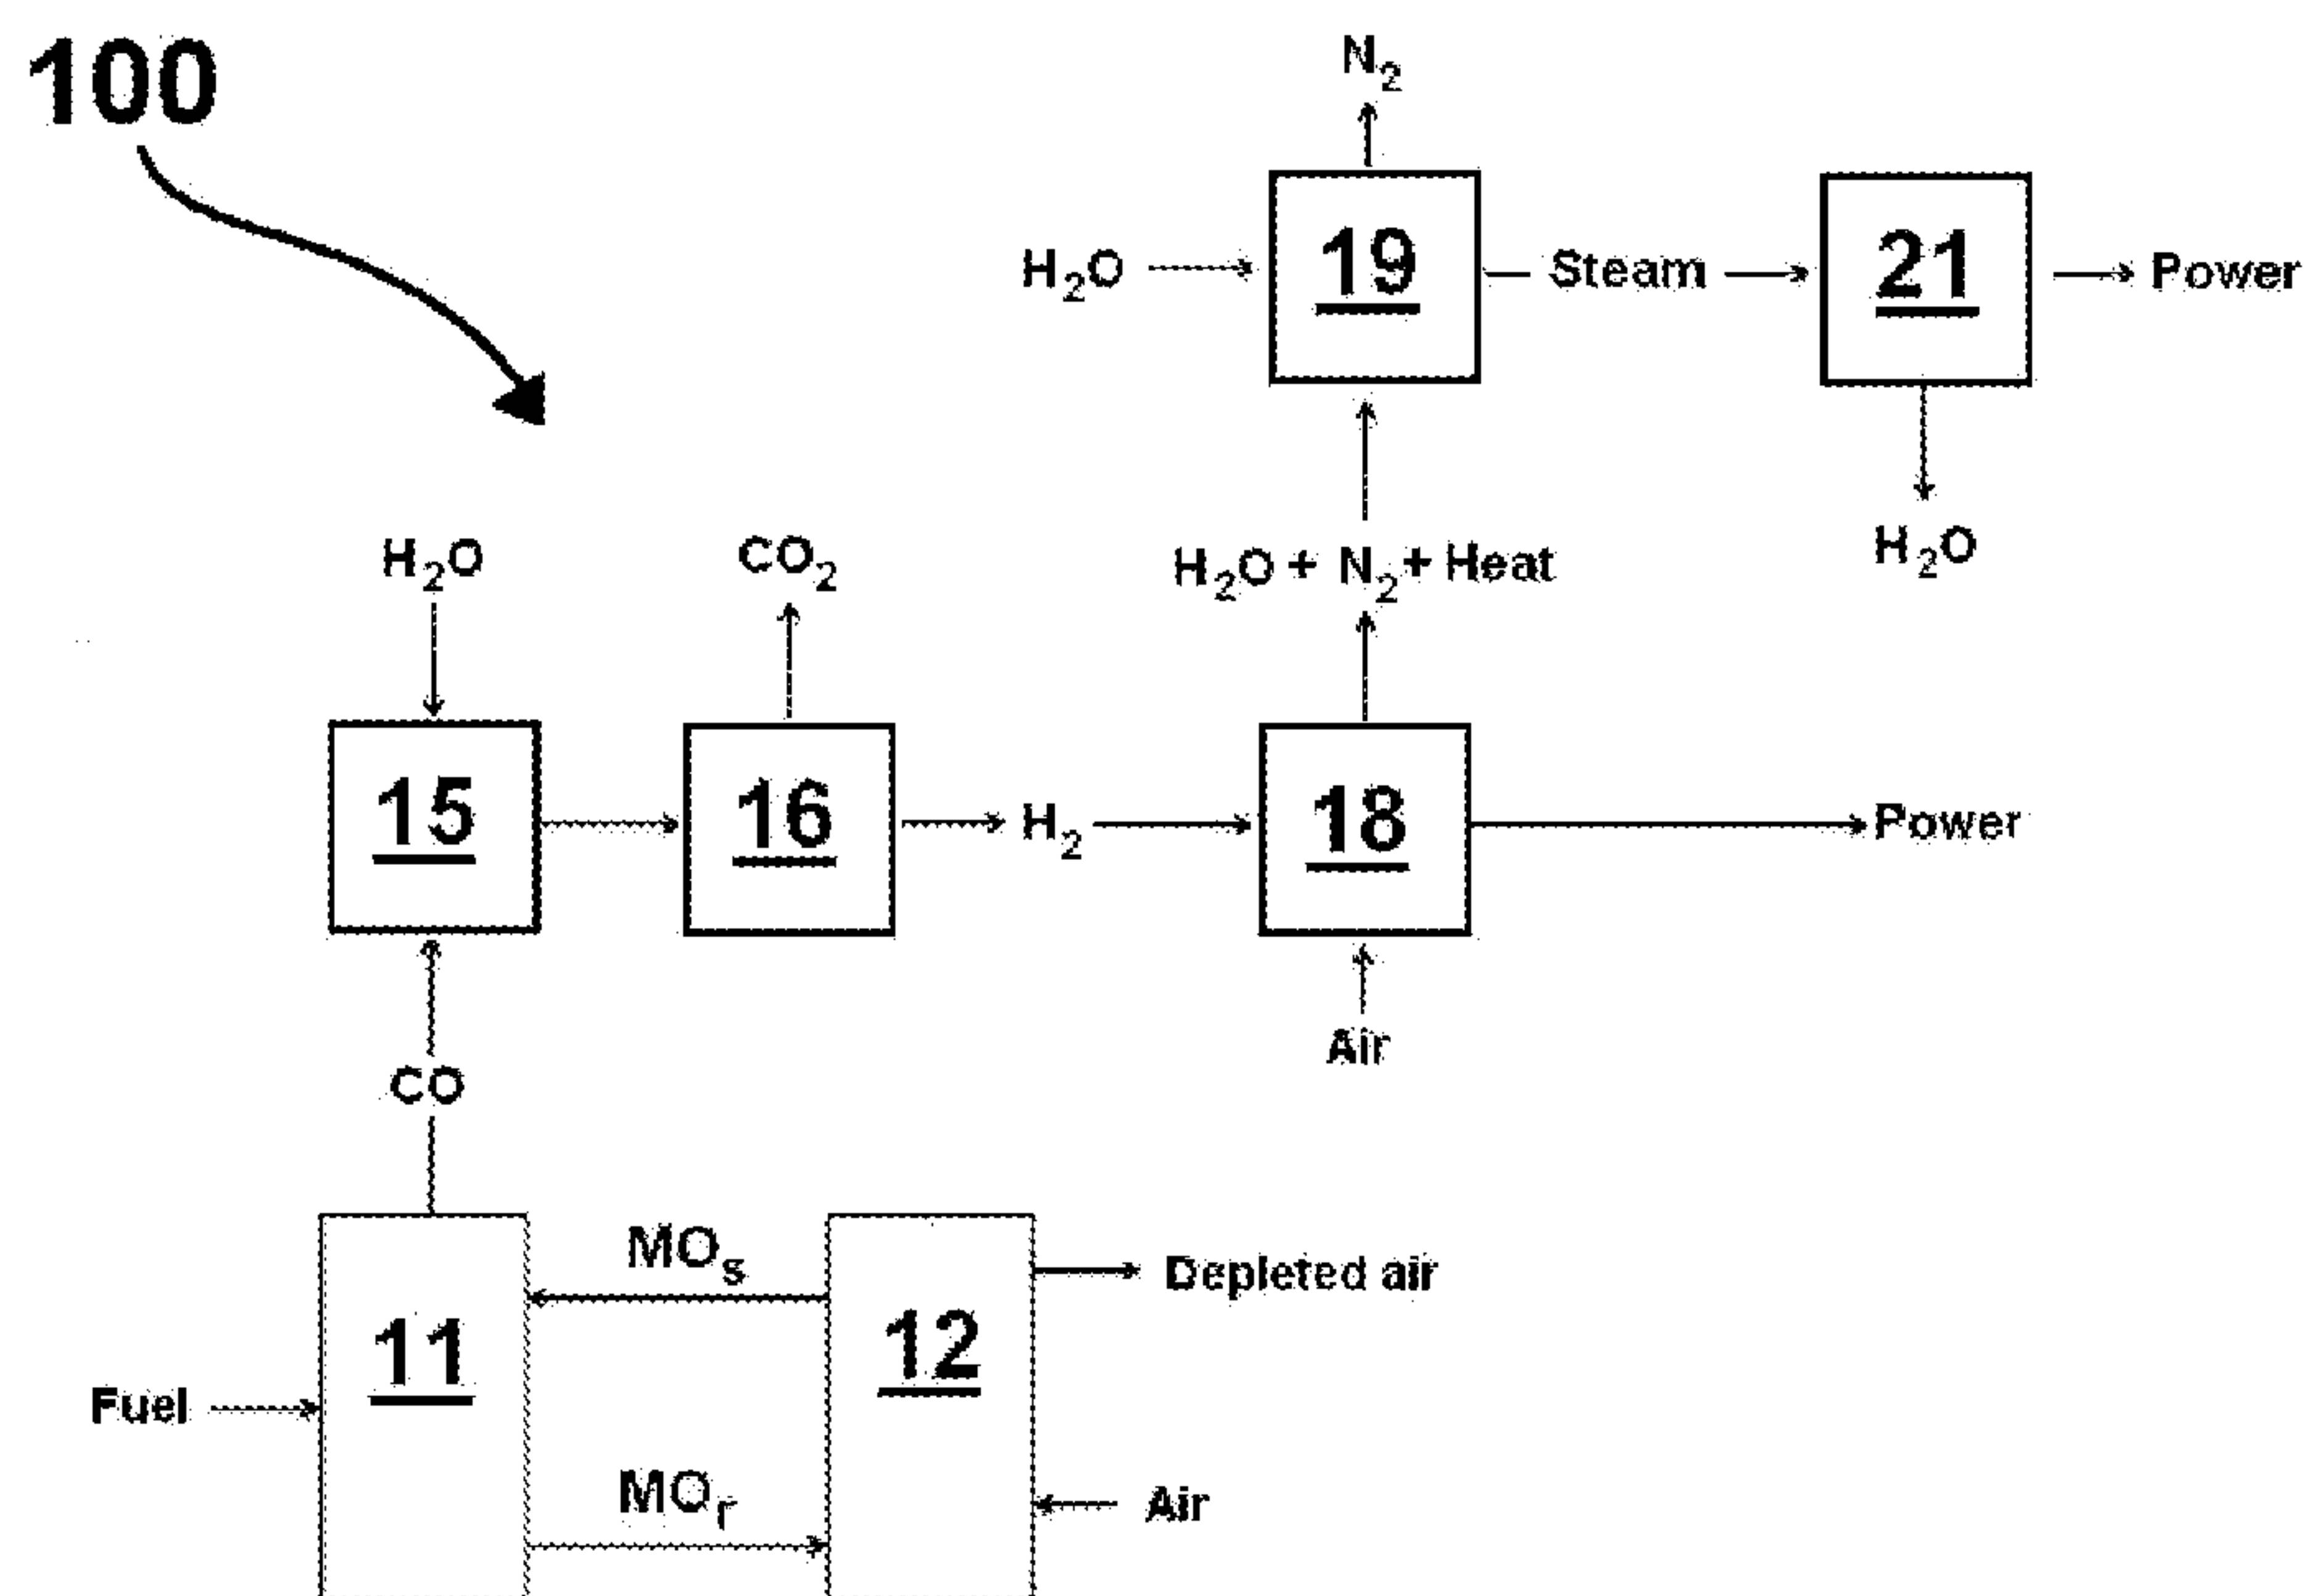 100
N2
H2O
19
Steam
21
Power
H2O
CO2
H2O + N2 + Heat
H2O
15
16
H2
18
Power
CO
Air
MOs
Depleted air
11
12
Fuel
MOr
Air